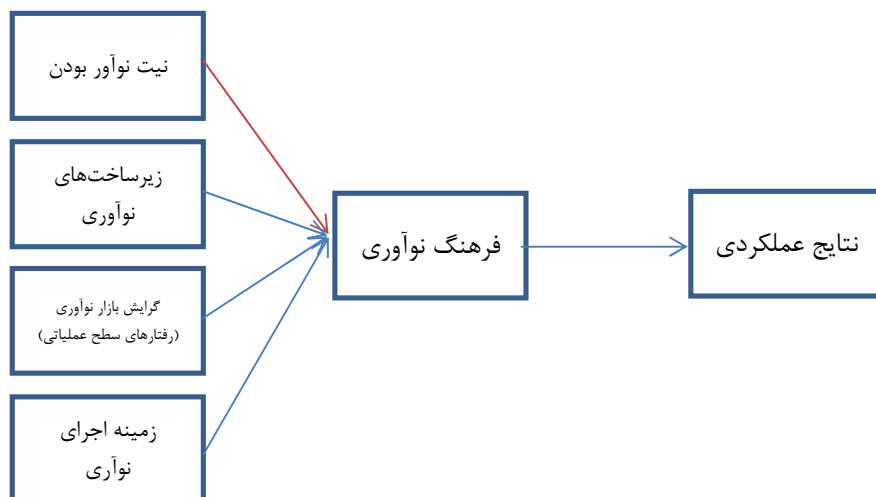 نیت نوآور بودن
زیرساخت‌های
نوآوری
گرایش بازار نوآوری
(رفتارهای سطح عملیاتی)
زمینه اجرای
نوآری
فرهنگ نوآوری
نتایج عملکردی